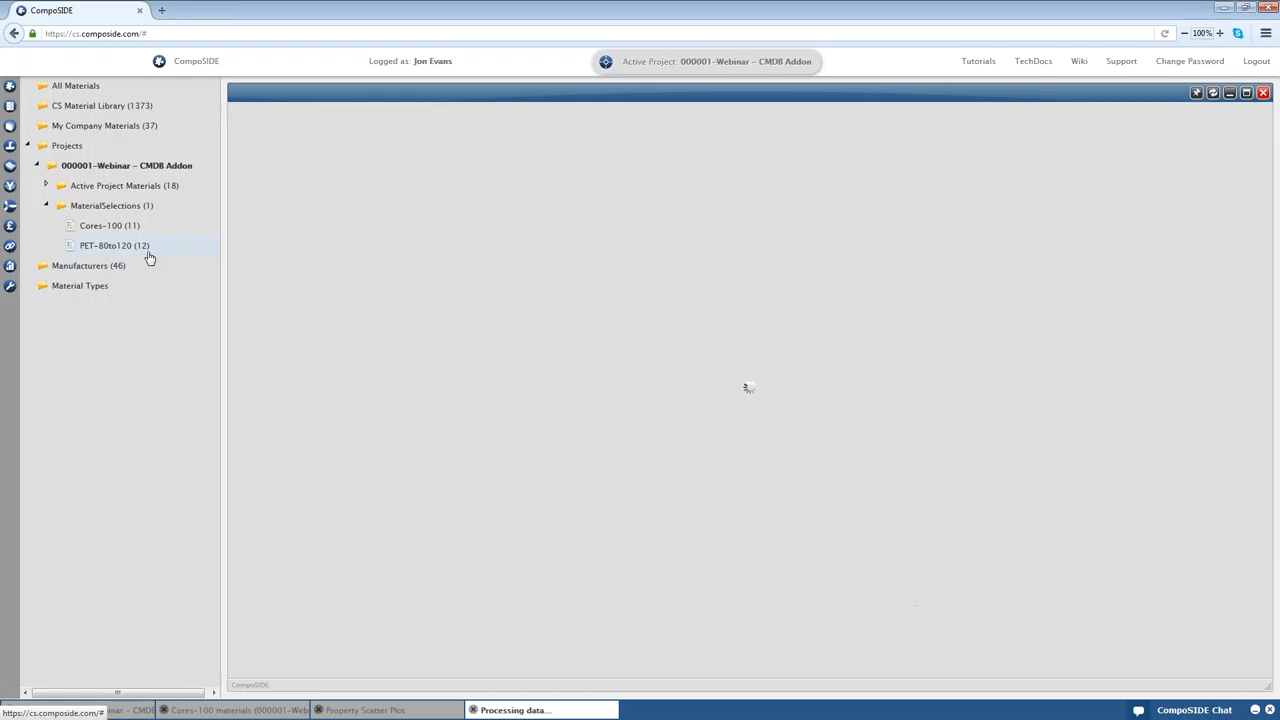 CompoSIDE
https://cs.composide.com/#
100%
CompoSIDE
Logged as: Jon Evans
Active Project: 000001-Webinar – CMDB Addon
Tutorials
TechDocs
Wiki
Support
Change Password
Logout
All Materials
CS Material Library (1373)
My Company Materials (37)
Projects
000001-Webinar – CMDB Addon
Active Project Materials (18)
MaterialSelections (1)
Cores-100 (11)
PET-80to120 (12)
Manufacturers (46)
Material Types
CompoSIDE
https://cs.composide.com/#
mar – CMDB
Cores-100 materials (000001-Web
Property Scatter Plot
Processing data...
CompoSIDE Chat